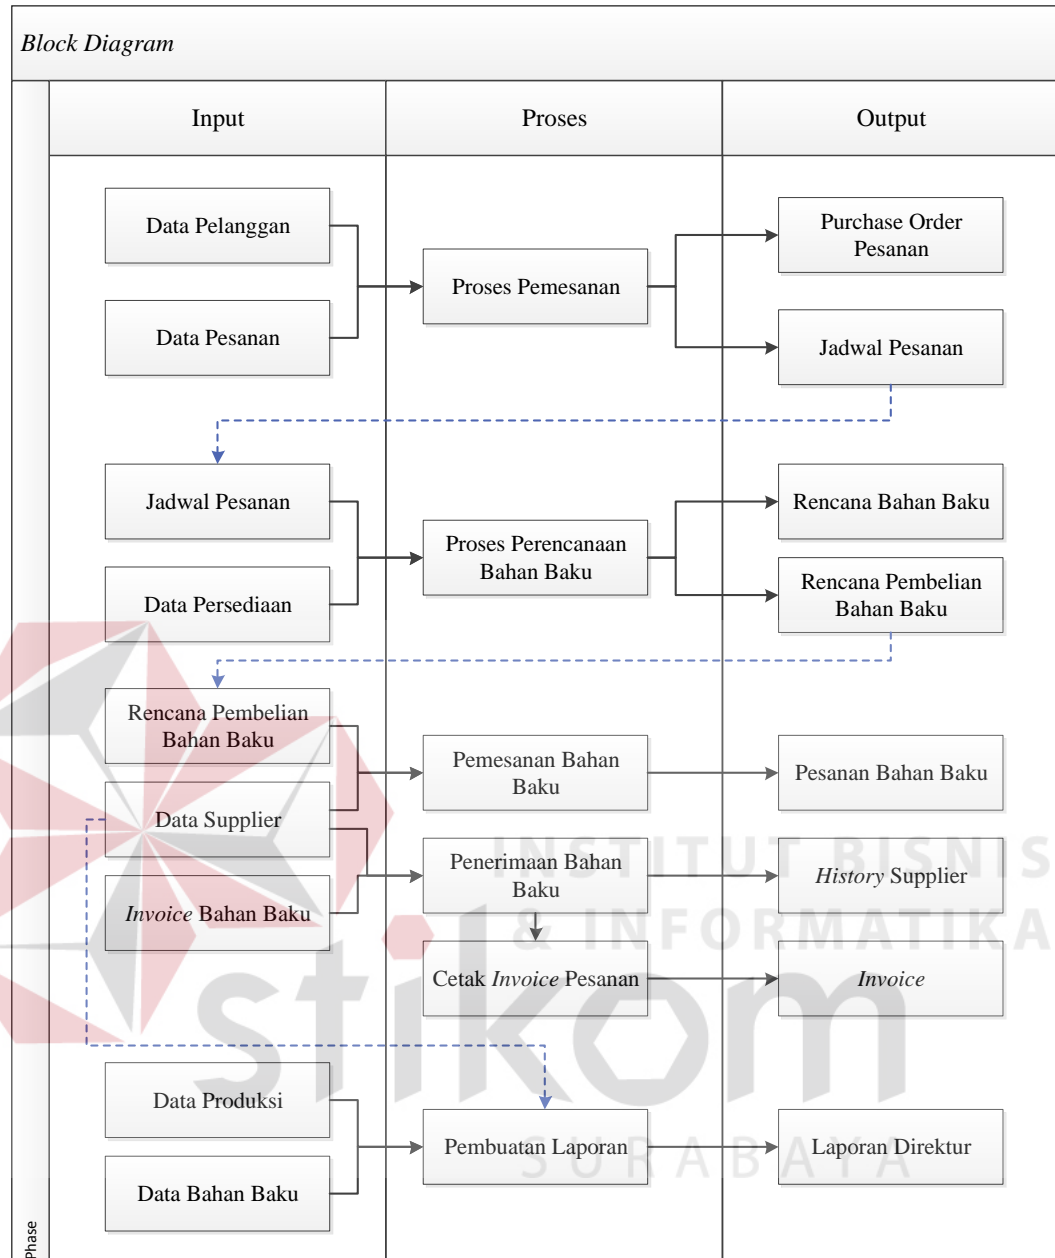 Block Diagram
Input
Proses
Output
Data Pelanggan
Data Pesanan
Proses Pemesanan
Purchase Order
Pesanan
Jadwal Pesanan
Jadwal Pesanan
Data Persediaan
Proses Perencanaan
Bahan Baku
Rencana Bahan Baku
Rencana Pembelian
Bahan Baku
Rencana Pembelian
Bahan Baku
Data Supplier
Invoice Bahan Baku
Pemesanan Bahan
Baku
Pesanan Bahan Baku
Penerimaan Bahan
Baku
History Supplier
Cetak Invoice Pesanan
Invoice
Data Produksi
Data Bahan Baku
Pembuatan Laporan
Laporan Direktur
Phase
INSTITUT BISNIS
& INFORMATIKA
stikom
SURABAYA